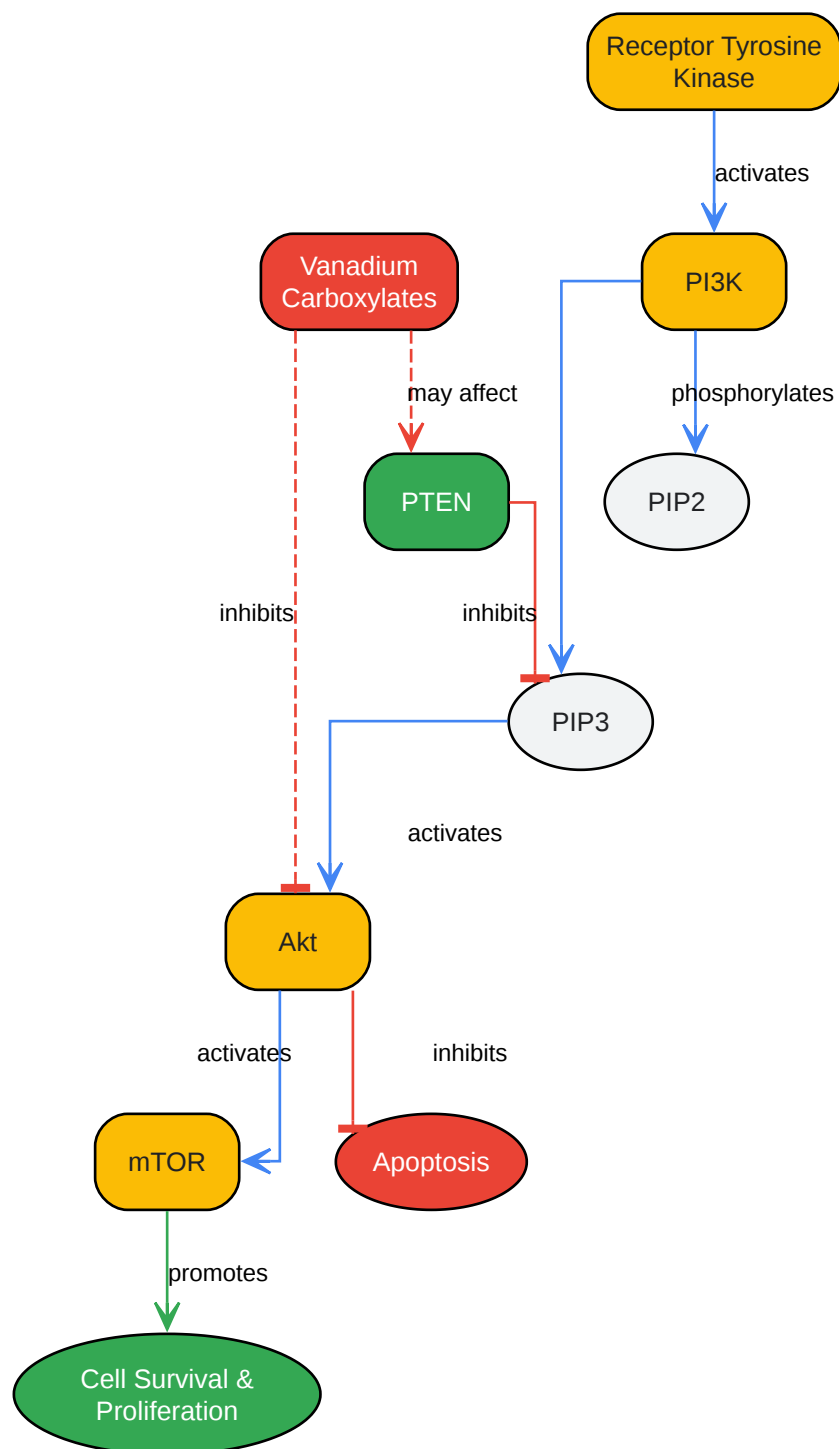 Receptor Tyrosine
Kinase
activates
Vanadium
Carboxylates
PI3K
may affect
phosphorylates
PTEN
PIP2
inhibits
inhibits
PIP3
activates
Akt
activates
inhibits
mTOR
Apoptosis
promotes
Cell Survival &
Proliferation